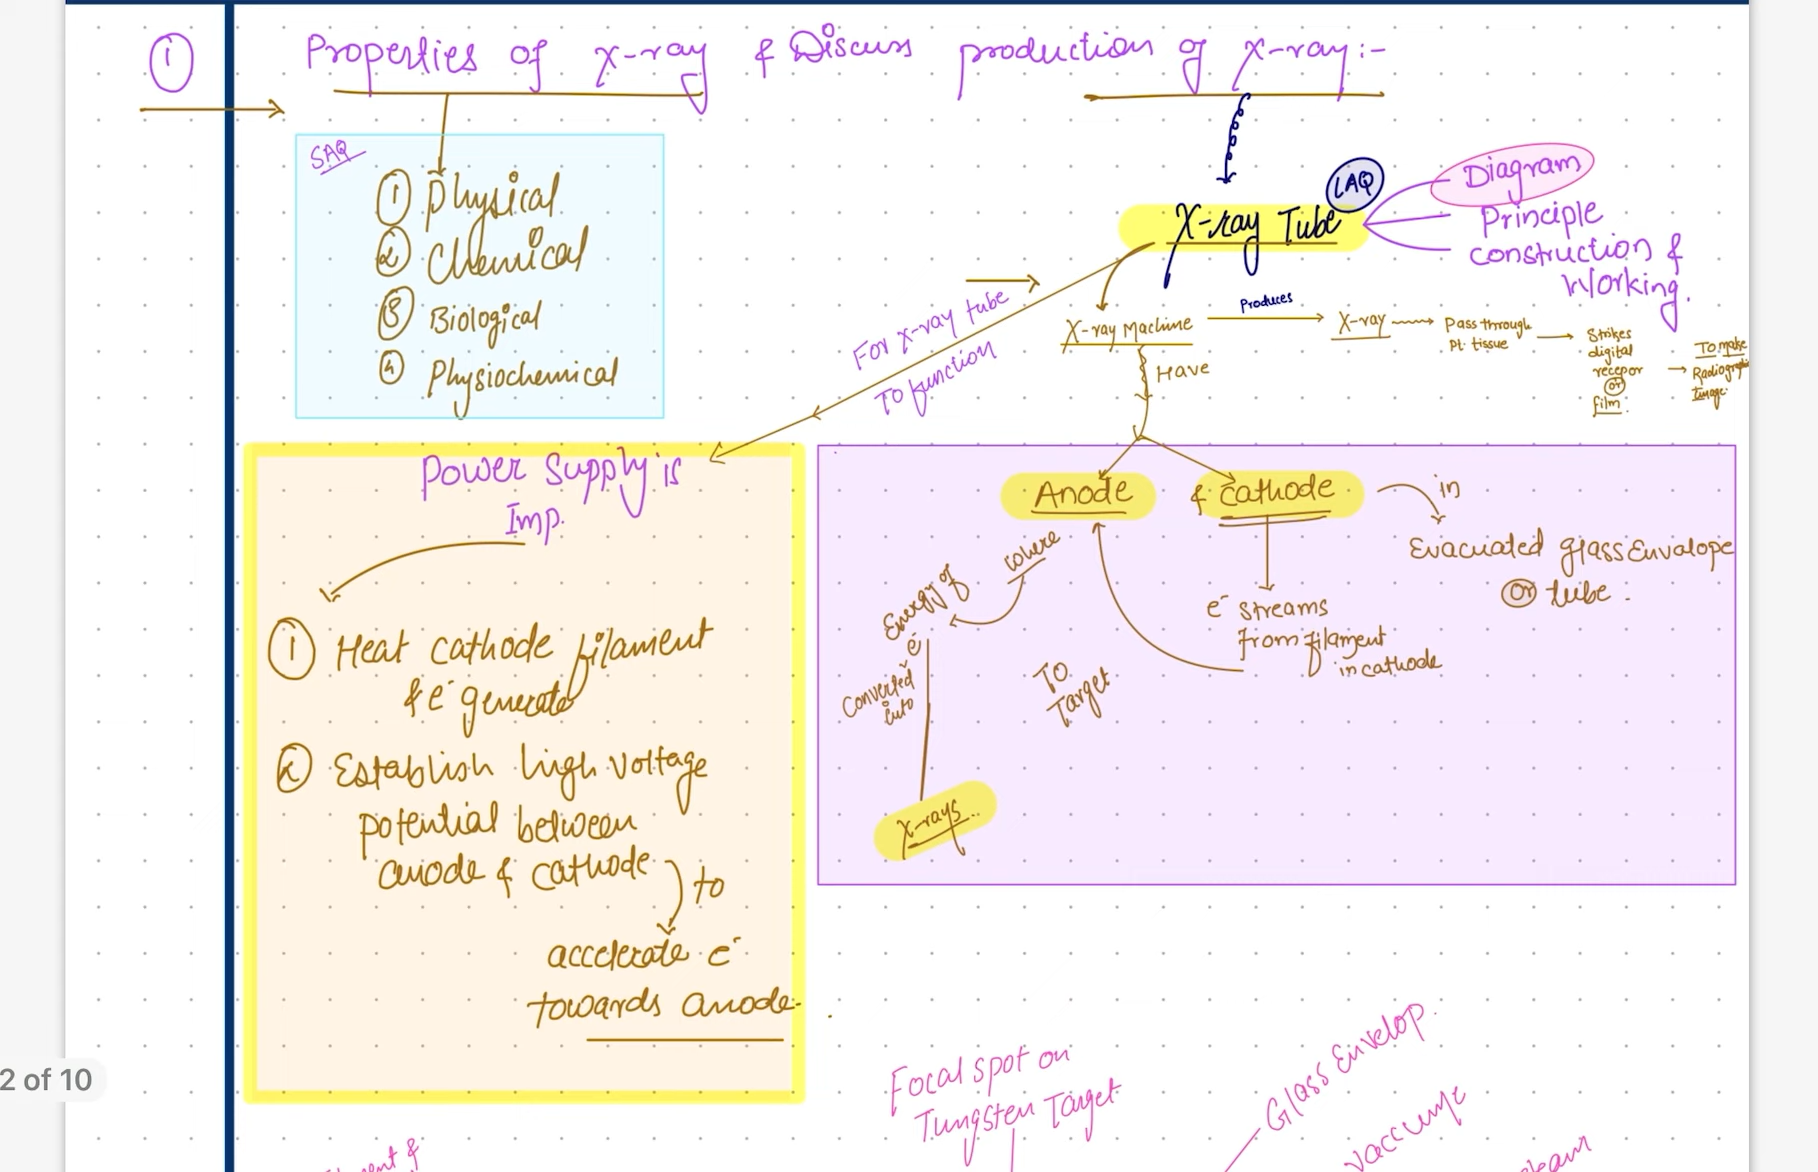 ① Properties of X-ray & Discuss production of X-ray:-
SAQ
① Physical
② Chemical
③ Biological
④ Physiochemical
LAQ
X-ray Tube
Diagram
Principle
construction &
Working.
For X-ray tube
To function
X-ray Machine
Produces
X-ray
Pass through
Pt. tissue
Strikes
digital
recepor
or
film.
To make
Radiographic
Image.
Have
Power Supply is
Imp.
① Heat cathode filament
& e⁻ generate
② Establish high voltage
potential between
anode & cathode
to
accelerate e⁻
towards anode.
Anode & cathode
in
Evacuated glass Envalope
or tube.
where
Energy of
e⁻
Converted
into
X-rays..
To
Target
e⁻ Streams
from filament
in cathode
2 of 10
Focal spot on
Tungsten Target
Glass Envelop.